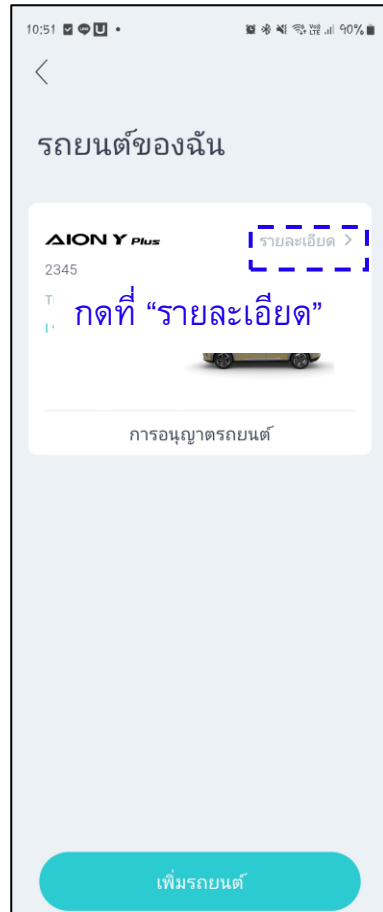 10:51
90%
รถยนต์ของฉัน
AION Y Plus
รายละเอียด >
2345
กดที่ “รายละเอียด”
การอนุญาตรถยนต์
เพิ่มรถยนต์